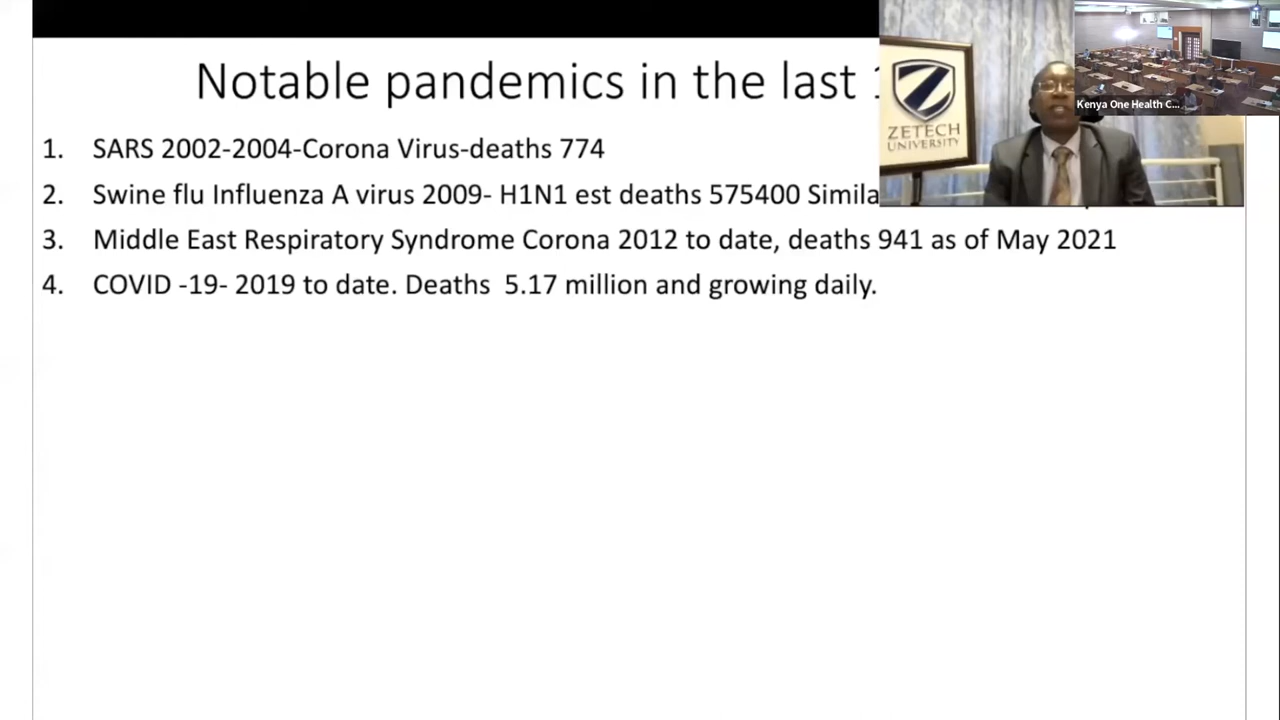 Notable pandemics in the last
1. SARS 2002-2004-Corona Virus-deaths 774
2. Swine flu Influenza A virus 2009- H1N1 est deaths 575400 Simila
3. Middle East Respiratory Syndrome Corona 2012 to date, deaths 941 as of May 2021
4. COVID -19- 2019 to date. Deaths 5.17 million and growing daily.
ZETECH
UNIVERSITY
Kenya One Health C...